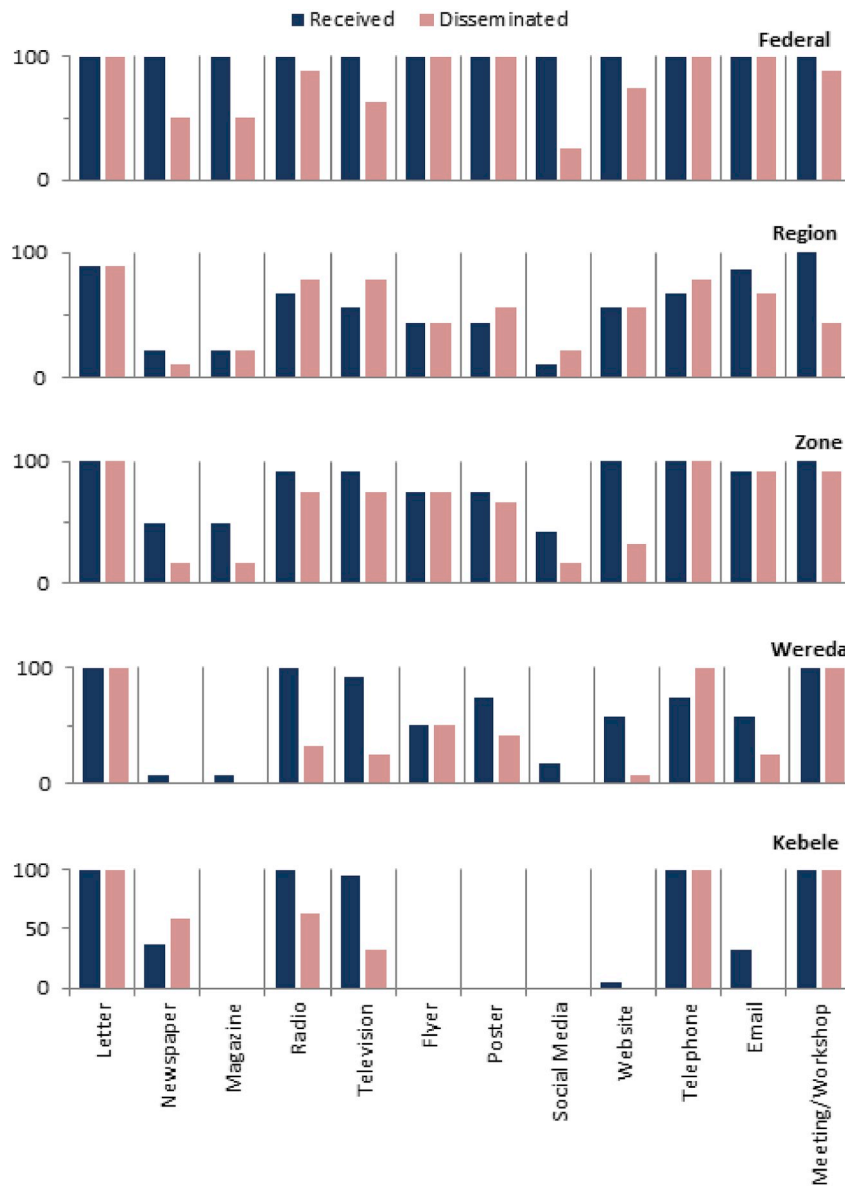 Received Disseminated
Federal
100
0
Region
100
0
Zone
100
0
Wereda
100
0
Kebele
100
50
0
Letter
Newspaper
Magazine
Radio
Television
Flyer
Poster
Social Media
Website
Telephone
Email
Meeting/Workshop